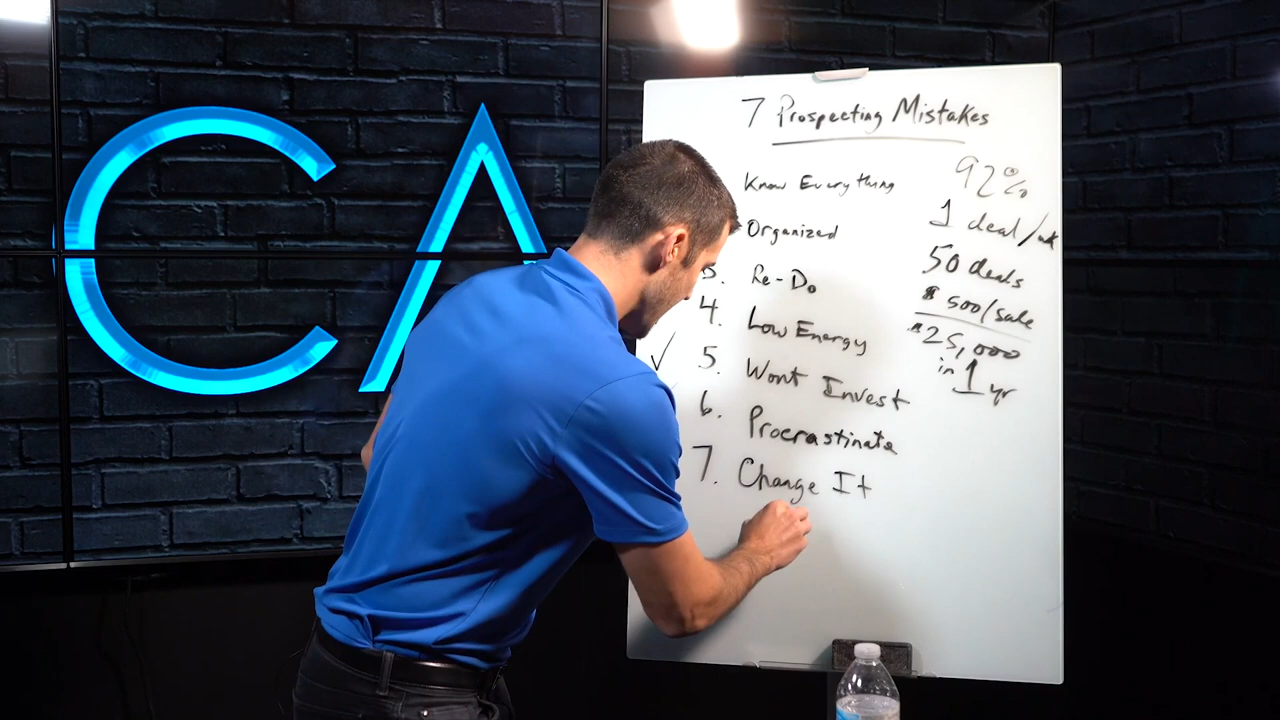 CA
7 Prospecting Mistakes
Know Everything
Organized
3. Re-Do
4. Low Energy
✓ 5. Wont Invest
6. Procrastinate
7. Change It
92%
1 deal/wk
50 deals
$500/sale
$25,000
in 1 yr